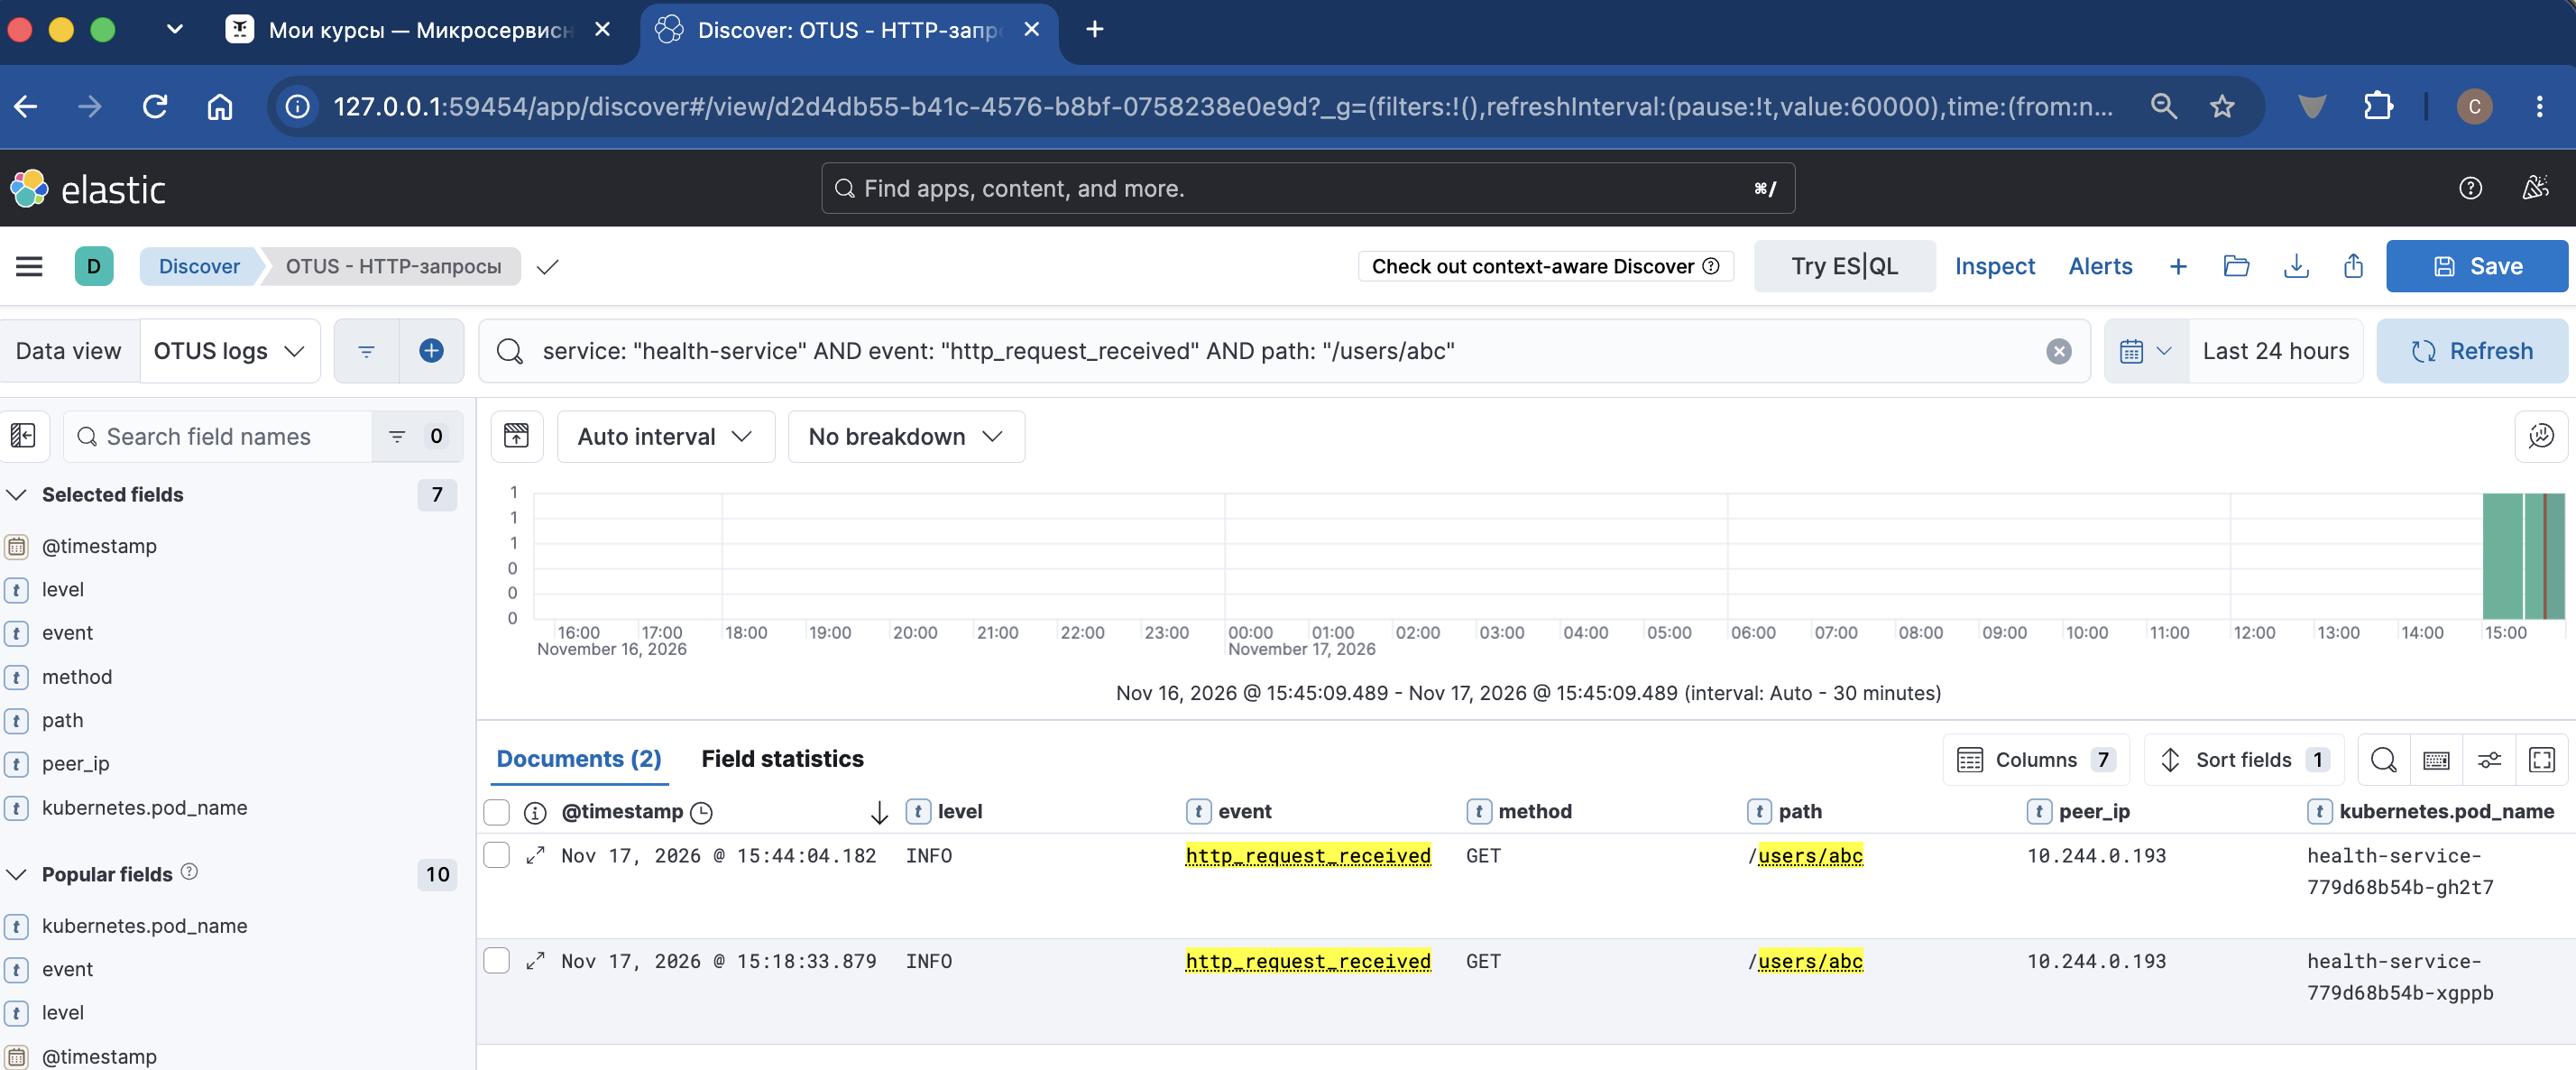 Мои курсы — Микросервисн
Discover: OTUS - HTTP-запро
127.0.0.1:59454/app/discover#/view/d2d4db55-b41c-4576-b8bf-0758238e0e9d?_g=(filters:!(),refreshInterval:(pause:!t,value:60000),time:(from:n...
C
elastic
Find apps, content, and more.
⌘/
D
Discover
OTUS - HTTP-запросы
Check out context-aware Discover
Try ES|QL
Inspect
Alerts
Save
Data view
OTUS logs
service: "health-service" AND event: "http_request_received" AND path: "/users/abc"
Last 24 hours
Refresh
Search field names
0
Auto interval
No breakdown
Selected fields
7
@timestamp
t level
t event
t method
t path
t peer_ip
t kubernetes.pod_name
Popular fields
10
t kubernetes.pod_name
t event
t level
@timestamp
1
1
1
0
0
0
16:00 17:00 18:00 19:00 20:00 21:00 22:00 23:00 00:00 01:00 02:00 03:00 04:00 05:00 06:00 07:00 08:00 09:00 10:00 11:00 12:00 13:00 14:00 15:00
November 16, 2026 November 17, 2026
Nov 16, 2026 @ 15:45:09.489 - Nov 17, 2026 @ 15:45:09.489 (interval: Auto - 30 minutes)
Documents (2)
Field statistics
Columns 7
Sort fields 1
@timestamp t level t event t method t path t peer_ip t kubernetes.pod_name
Nov 17, 2026 @ 15:44:04.182 INFO http_request_received GET /users/abc 10.244.0.193 health-service-
779d68b54b-gh2t7
Nov 17, 2026 @ 15:18:33.879 INFO http_request_received GET /users/abc 10.244.0.193 health-service-
779d68b54b-xgppb